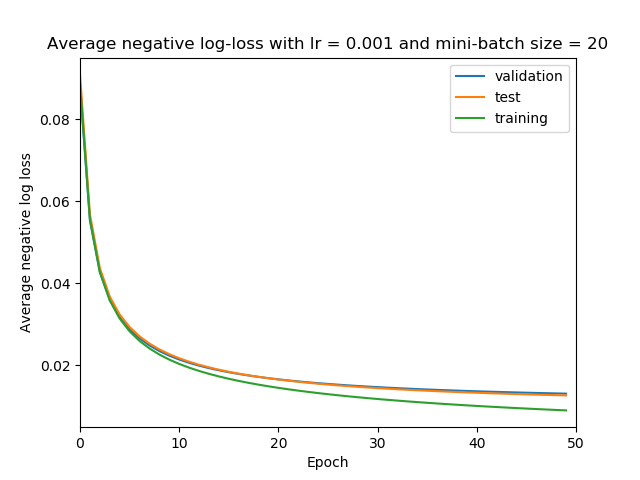 Average negative log-loss with lr = 0.001 and mini-batch size = 20
validation
test
training
0.08
0.06
0.04
0.02
Average negative log loss
0 10 20 30 40 50
Epoch